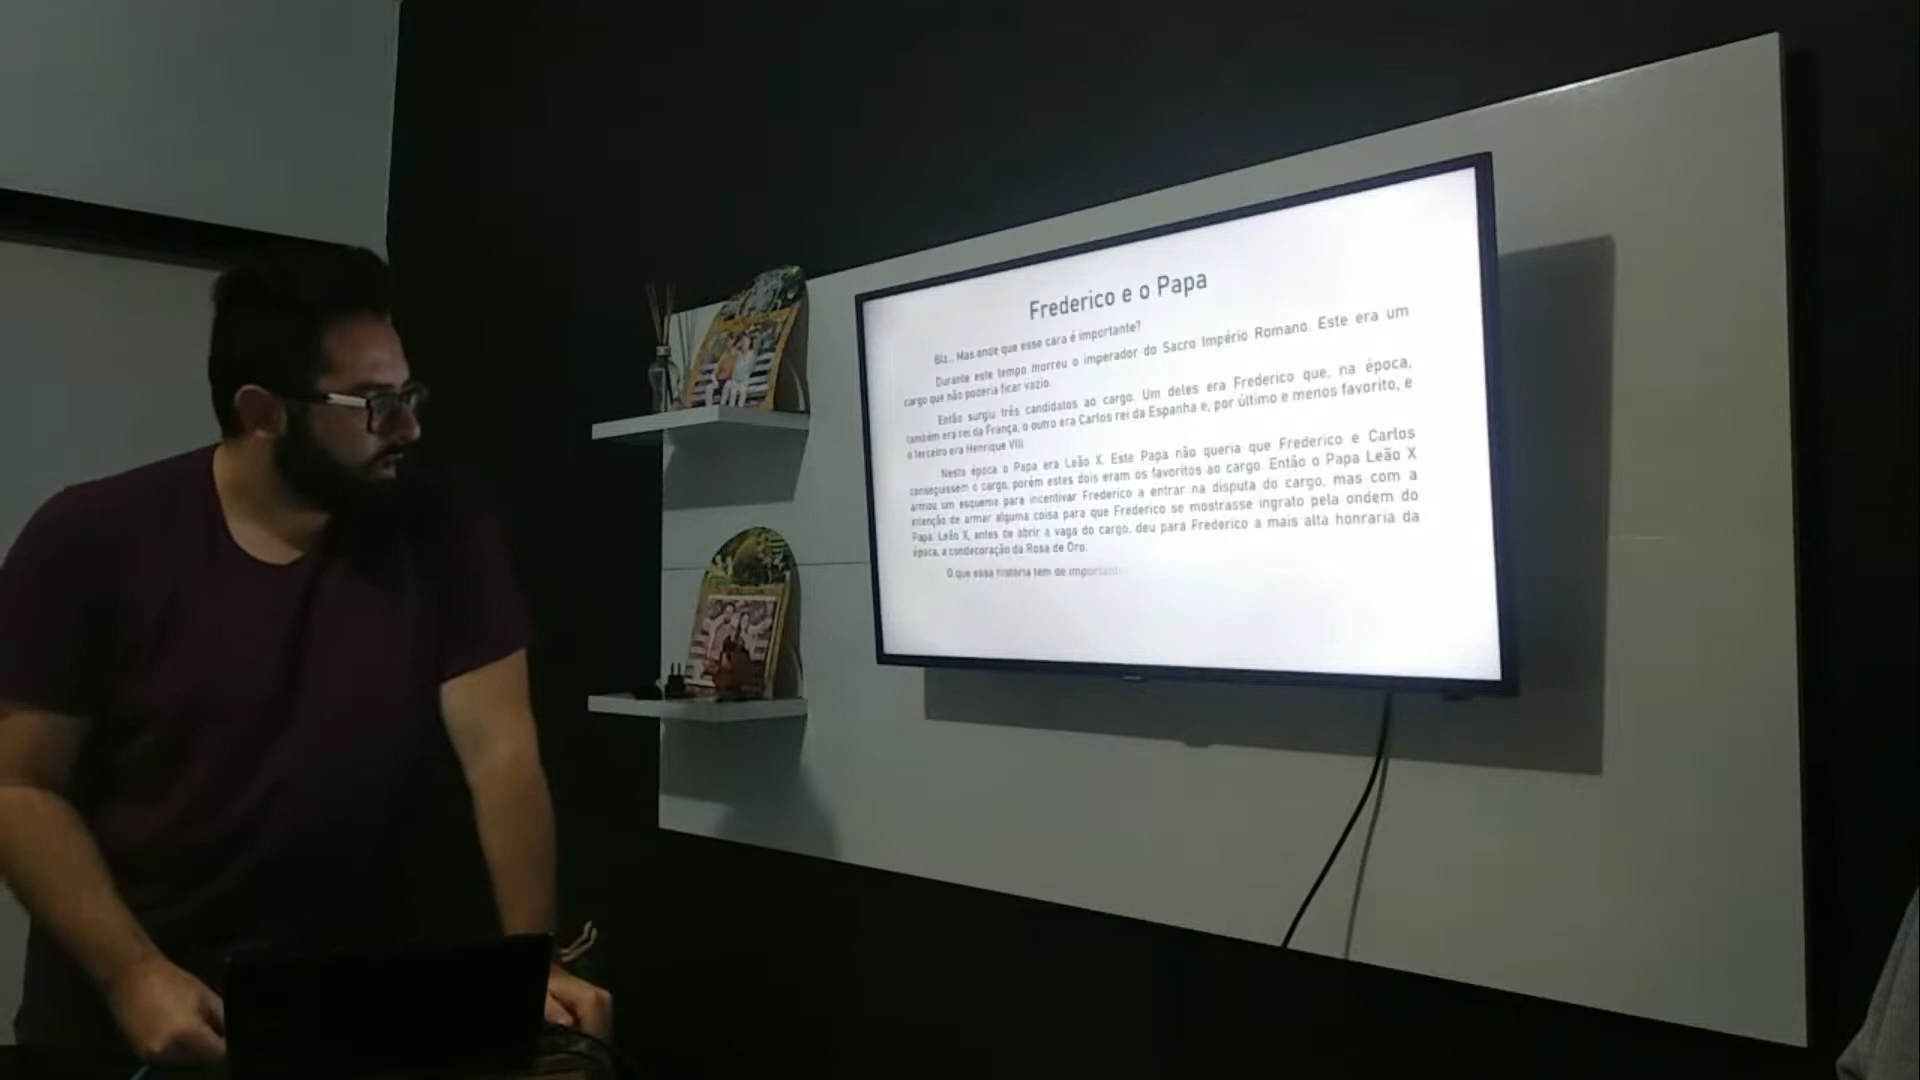 Frederico e o Papa
Blz... Mas onde que esse cara é importante?
Durante este tempo morreu o imperador do Sacro Império Romano. Este era um
cargo que não poderia ficar vazio.
Então surgiu três candidatos ao cargo. Um deles era Frederico que, na época,
também era rei da França, o outro era Carlos rei da Espanha e, por último e menos favorito, e
o terceiro era Henrique VIII.
Nesta época o Papa era Leão X. Este Papa não queria que Frederico e Carlos
conseguissem o cargo, porém estes dois eram os favoritos ao cargo. Então o Papa Leão X
armou um esquema para incentivar Frederico a entrar na disputa do cargo, mas com a
intenção de armar alguma coisa para que Frederico se mostrasse ingrato pela ondem do
Papa. Leão X, antes de abrir a vaga do cargo, deu para Frederico a mais alta honraria da
época, a condecoração da Rosa de Oro.
O que essa história tem de important